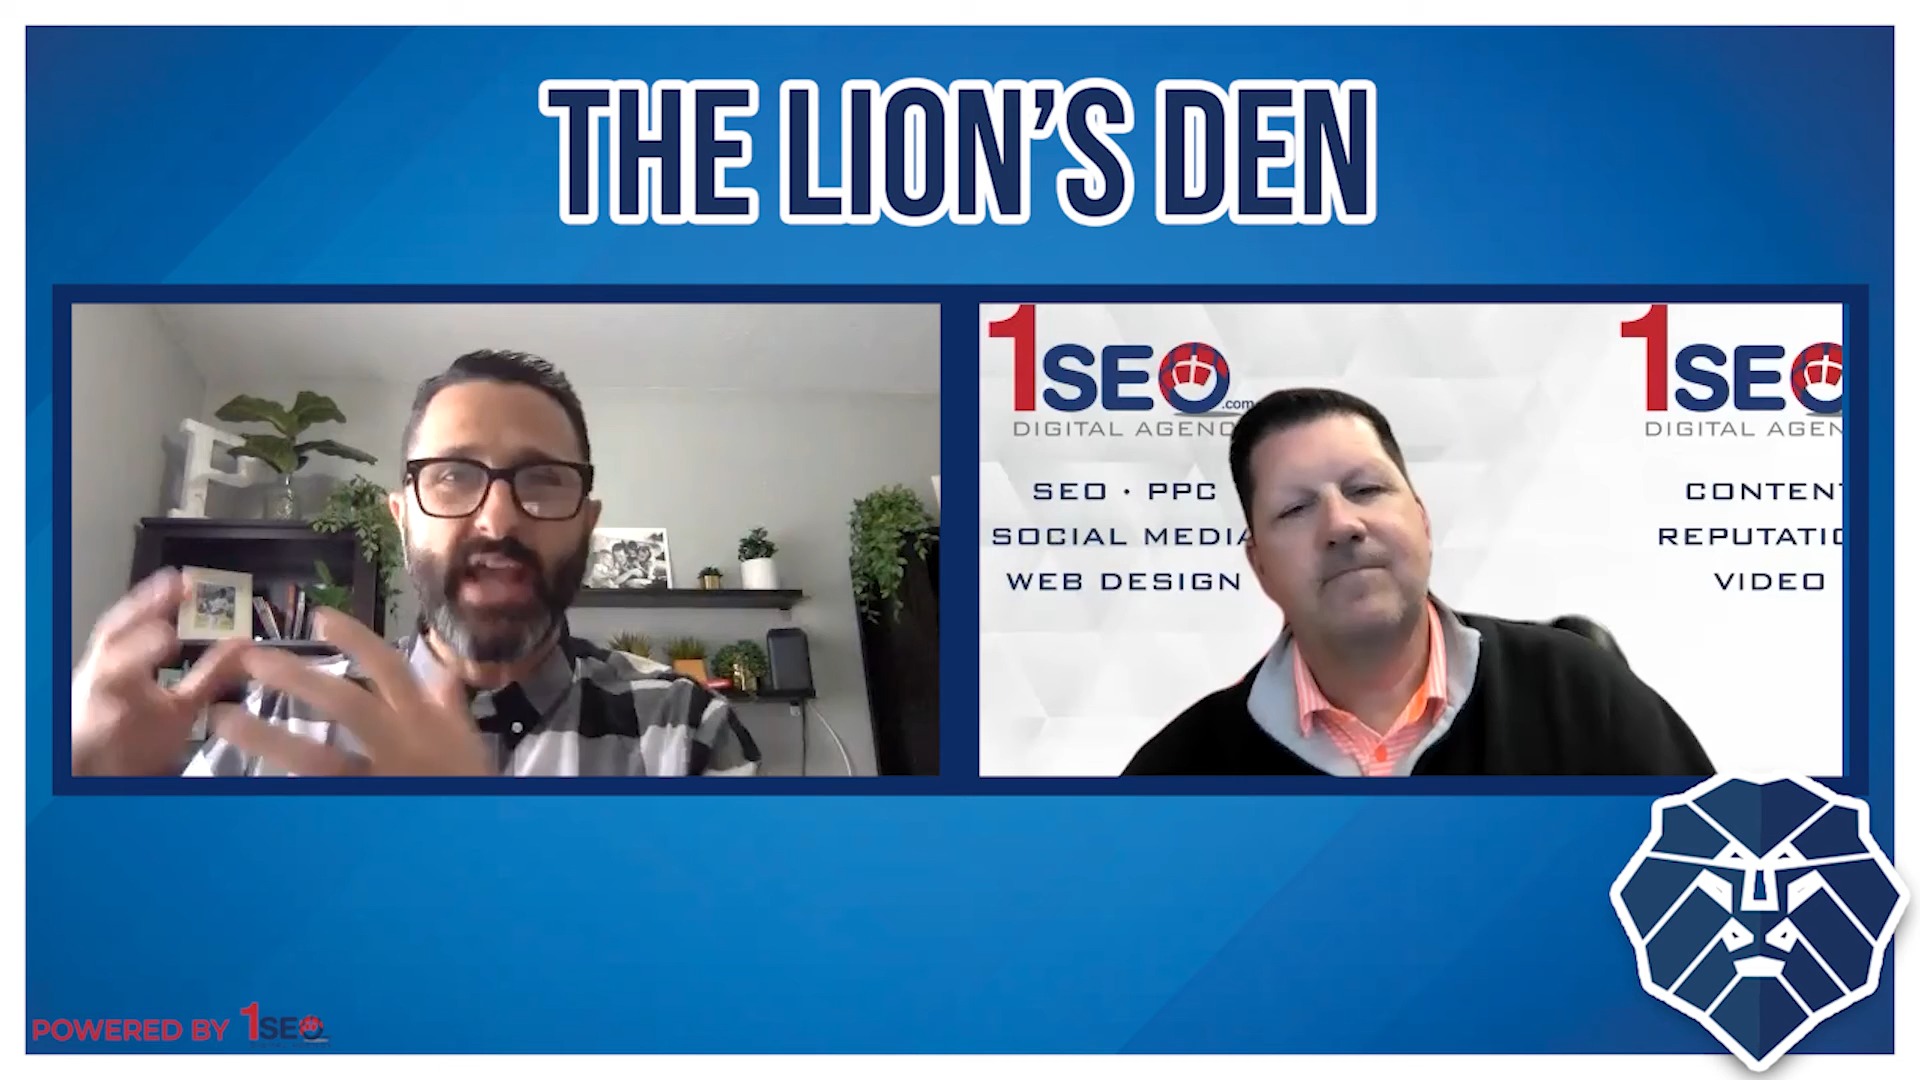 THE LION'S DEN
1SEO.com
DIGITAL AGENC
SEO · PPC
SOCIAL MEDIA
WEB DESIGN
1SEO
DIGITAL AGEN
CONTENT
REPUTATIO
VIDEO
F
POWERED BY 1SEO